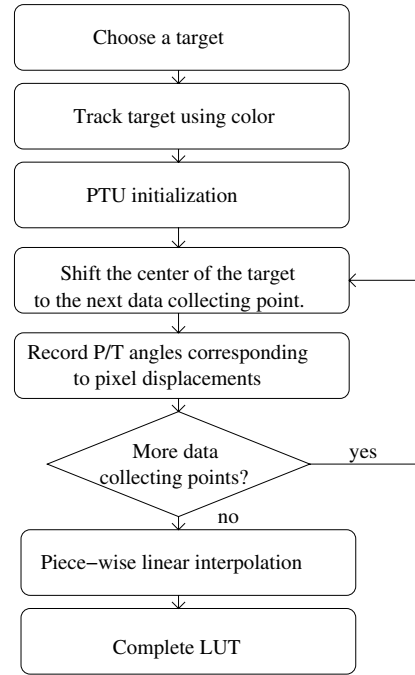 Choose a target
Track target using color
PTU initialization
Shift the center of the target
to the next data collecting point.
Record P/T angles corresponding
to pixel displacements
More data
collecting points?
yes
no
Piece−wise linear interpolation
Complete LUT